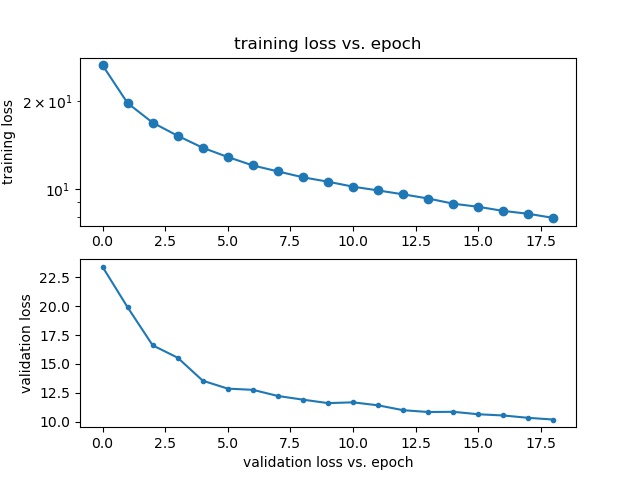 training loss vs. epoch
training loss
2 × 10¹
10¹
0.0 2.5 5.0 7.5 10.0 12.5 15.0 17.5
validation loss
22.5
20.0
17.5
15.0
12.5
10.0
0.0 2.5 5.0 7.5 10.0 12.5 15.0 17.5
validation loss vs. epoch